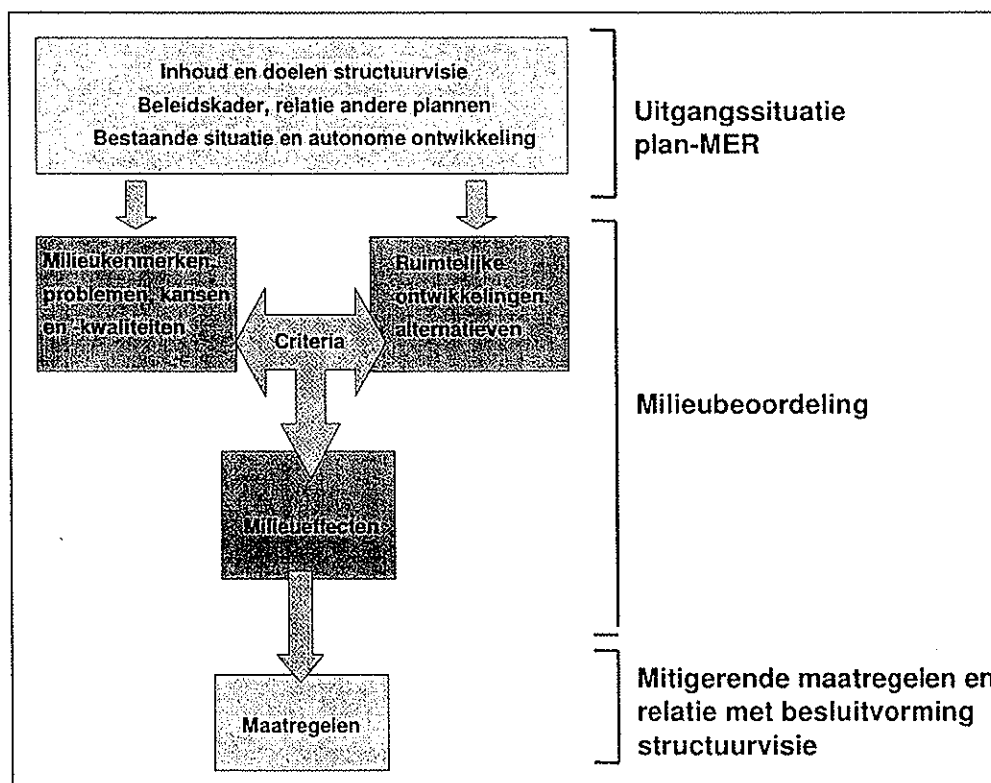 Inhoud en doelen structuurvisie
Beleidskader, relatie andere plannen
Bestaande situatie en autonome ontwikkeling
Uitgangssituatie
plan-MER
Milieukenmerken
problemen, kansen
en -kwaliteiten
Ruimtelijke
ontwikkelingen
alternatieven
Criteria
Milieubeoordeling
Milieueffecten
Maatregelen
Mitigerende maatregelen en
relatie met besluitvorming
structuurvisie